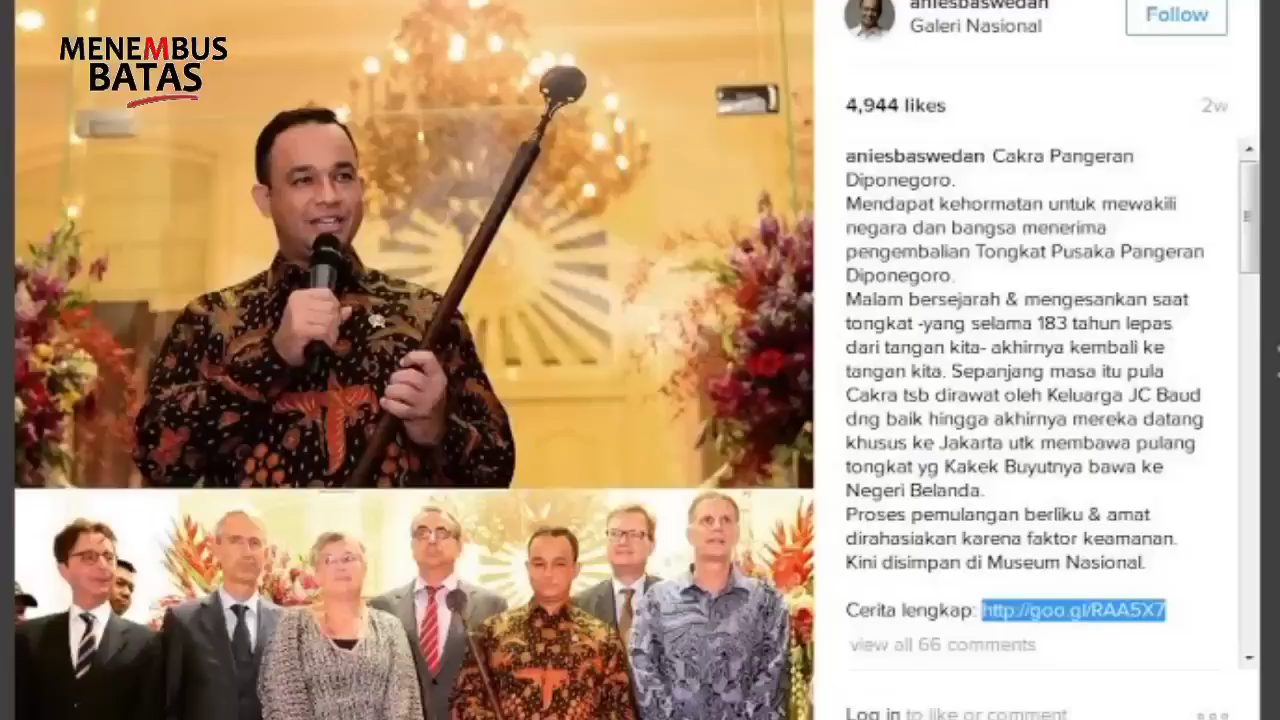 MENEMBUS
BATAS
aniesbaswedan
Galeri Nasional
Follow
4,944 likes
2w
aniesbaswedan Cakra Pangeran
Diponegoro.
Mendapat kehormatan untuk mewakili
negara dan bangsa menerima
pengembalian Tongkat Pusaka Pangeran
Diponegoro.
Malam bersejarah & mengesankan saat
tongkat -yang selama 183 tahun lepas
dari tangan kita- akhirnya kembali ke
tangan kita. Sepanjang masa itu pula
Cakra tsb dirawat oleh Keluarga JC Baud
dng baik hingga akhirnya mereka datang
khusus ke Jakarta utk membawa pulang
tongkat yg Kakek Buyutnya bawa ke
Negeri Belanda.
Proses pemulangan berliku & amat
dirahasiakan karena faktor keamanan.
Kini disimpan di Museum Nasional.
Cerita lengkap: http://goo.gl/RAA5X7
view all 66 comments
Log in to like or comment